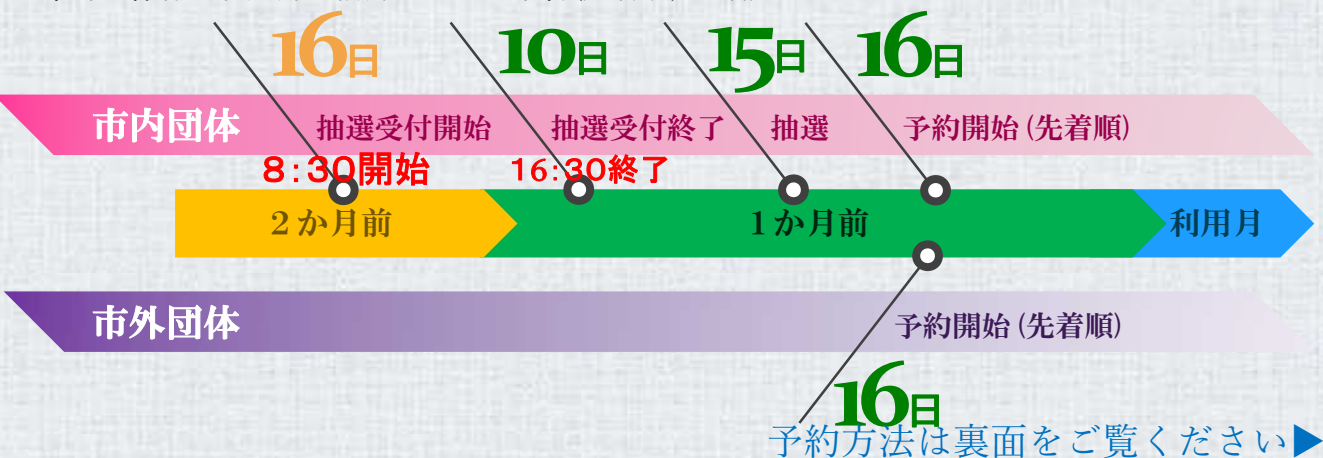 16日 10日 15日 16日
市内団体 抽選受付開始 抽選受付終了 抽選 予約開始(先着順)
8:30開始 16:30終了
2か月前 1か月前 利用月
市外団体 予約開始(先着順)
16日
予約方法は裏面をご覧ください▶